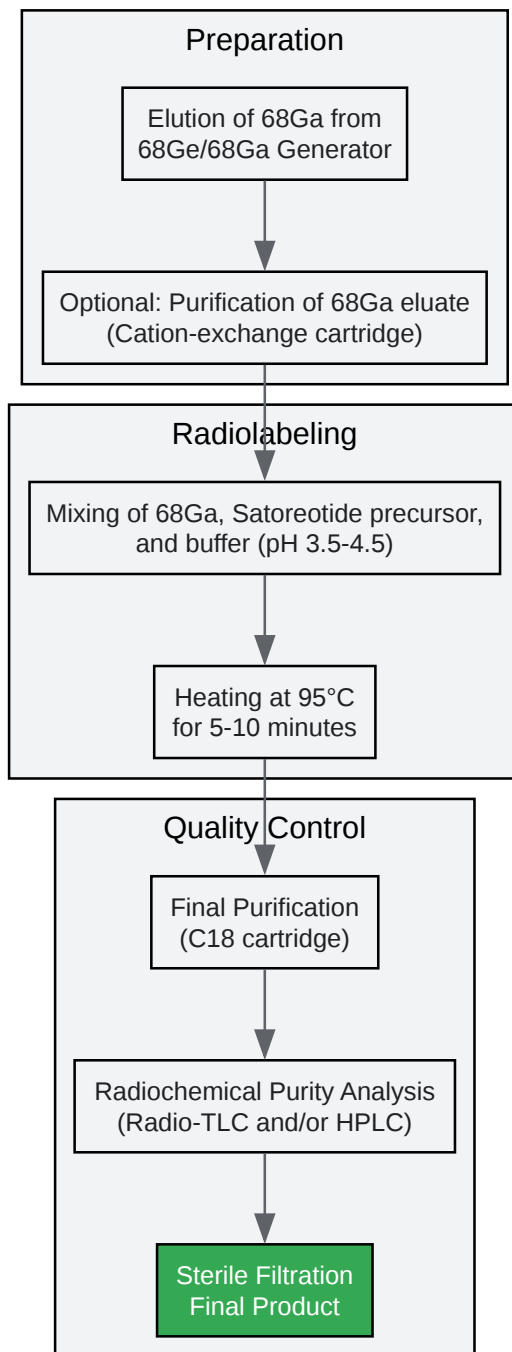 Preparation
Elution of 68Ga from
68Ge/68Ga Generator
Optional: Purification of 68Ga eluate
(Cation-exchange cartridge)
Radiolabeling
Mixing of 68Ga, Satoreotide precursor,
and buffer (pH 3.5-4.5)
Heating at 95°C
for 5-10 minutes
Quality Control
Final Purification
(C18 cartridge)
Radiochemical Purity Analysis
(Radio-TLC and/or HPLC)
Sterile Filtration
Final Product